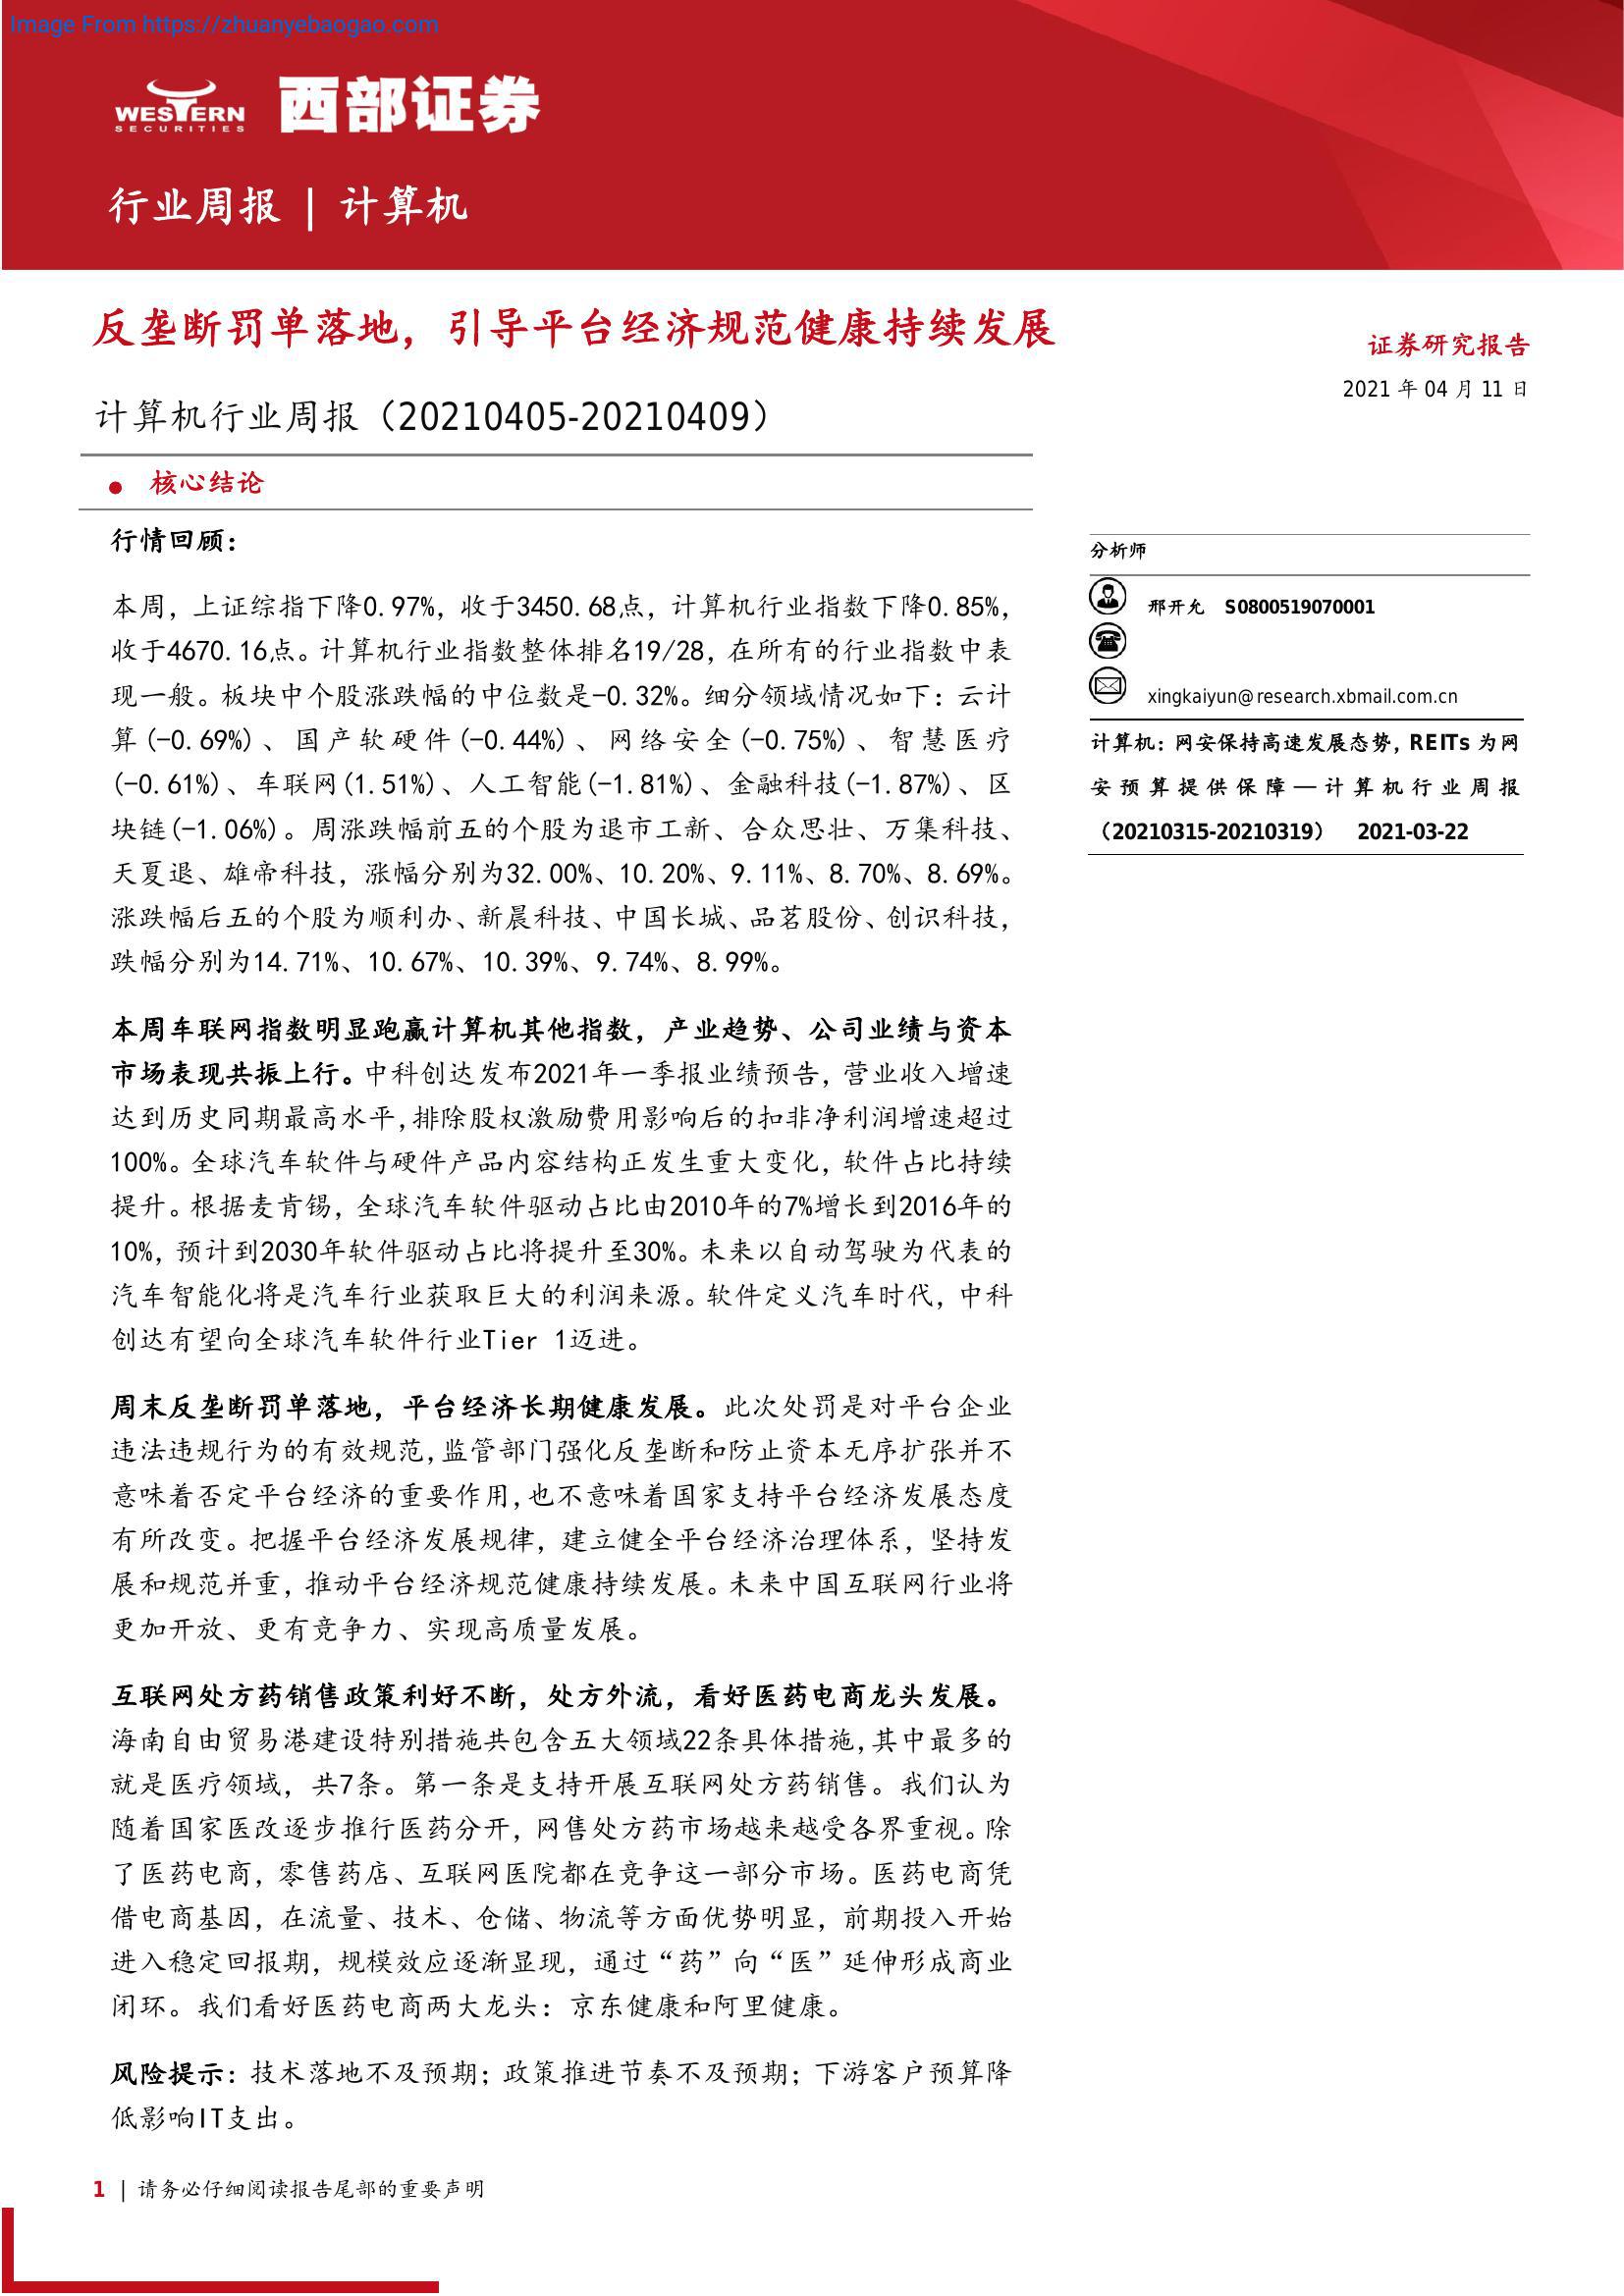 Image From https://zhuanyebaogao.com
WESTERN
SECURITIES
西部证券
行业周报 | 计算机
反垄断罚单落地，引导平台经济规范健康持续发展
计算机行业周报（20210405-20210409）
证券研究报告
2021 年 04 月 11 日
● 核心结论
行情回顾：
本周，上证综指下降0.97%，收于3450.68点，计算机行业指数下降0.85%，
收于4670.16点。计算机行业指数整体排名19/28，在所有的行业指数中表
现一般。板块中个股涨跌幅的中位数是-0.32%。细分领域情况如下：云计
算(-0.69%)、国产软硬件(-0.44%)、网络安全(-0.75%)、智慧医疗
(-0.61%)、车联网(1.51%)、人工智能(-1.81%)、金融科技(-1.87%)、区
块链(-1.06%)。周涨跌幅前五的个股为退市工新、合众思壮、万集科技、
天夏退、雄帝科技，涨幅分别为32.00%、10.20%、9.11%、8.70%、8.69%。
涨跌幅后五的个股为顺利办、新晨科技、中国长城、品茗股份、创识科技，
跌幅分别为14.71%、10.67%、10.39%、9.74%、8.99%。
本周车联网指数明显跑赢计算机其他指数，产业趋势、公司业绩与资本
市场表现共振上行。中科创达发布2021年一季报业绩预告，营业收入增速
达到历史同期最高水平,排除股权激励费用影响后的扣非净利润增速超过
100%。全球汽车软件与硬件产品内容结构正发生重大变化，软件占比持续
提升。根据麦肯锡，全球汽车软件驱动占比由2010年的7%增长到2016年的
10%，预计到2030年软件驱动占比将提升至30%。未来以自动驾驶为代表的
汽车智能化将是汽车行业获取巨大的利润来源。软件定义汽车时代，中科
创达有望向全球汽车软件行业Tier 1迈进。
周末反垄断罚单落地，平台经济长期健康发展。此次处罚是对平台企业
违法违规行为的有效规范,监管部门强化反垄断和防止资本无序扩张并不
意味着否定平台经济的重要作用,也不意味着国家支持平台经济发展态度
有所改变。把握平台经济发展规律，建立健全平台经济治理体系，坚持发
展和规范并重，推动平台经济规范健康持续发展。未来中国互联网行业将
更加开放、更有竞争力、实现高质量发展。
互联网处方药销售政策利好不断，处方外流，看好医药电商龙头发展。
海南自由贸易港建设特别措施共包含五大领域22条具体措施,其中最多的
就是医疗领域，共7条。第一条是支持开展互联网处方药销售。我们认为
随着国家医改逐步推行医药分开，网售处方药市场越来越受各界重视。除
了医药电商，零售药店、互联网医院都在竞争这一部分市场。医药电商凭
借电商基因，在流量、技术、仓储、物流等方面优势明显，前期投入开始
进入稳定回报期，规模效应逐渐显现，通过“药”向“医”延伸形成商业
闭环。我们看好医药电商两大龙头：京东健康和阿里健康。
风险提示：技术落地不及预期；政策推进节奏不及预期；下游客户预算降
低影响IT支出。
分析师
邢开允 S0800519070001
xingkaiyun@research.xbmail.com.cn
计算机：网安保持高速发展态势，REITs 为网
安预算提供保障—计算机行业周报
（20210315-20210319） 2021-03-22
1 | 请务必仔细阅读报告尾部的重要声明